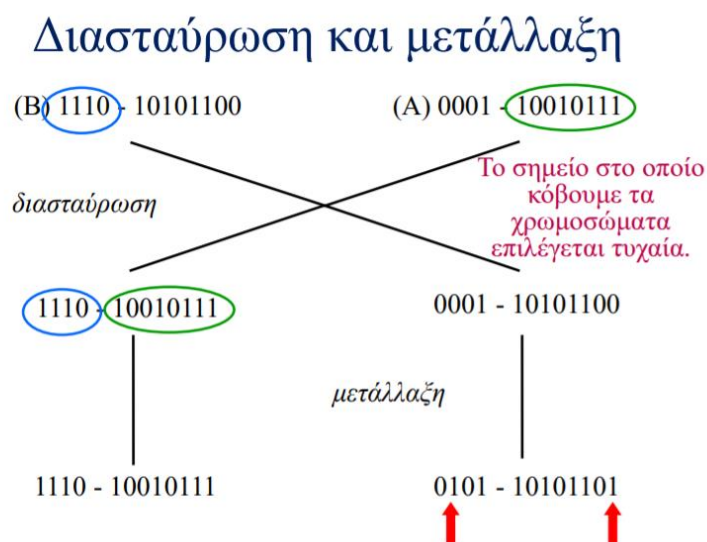 Διασταύρωση και μετάλλαξη
(B) 1110 - 10101100
(A) 0001 - 10010111
Το σημείο στο οποίο
κόβουμε τα
χρωμοσώματα
επιλέγεται τυχαία.
διασταύρωση
1110 - 10010111
0001 - 10101100
μετάλλαξη
1110 - 10010111
0101 - 10101101